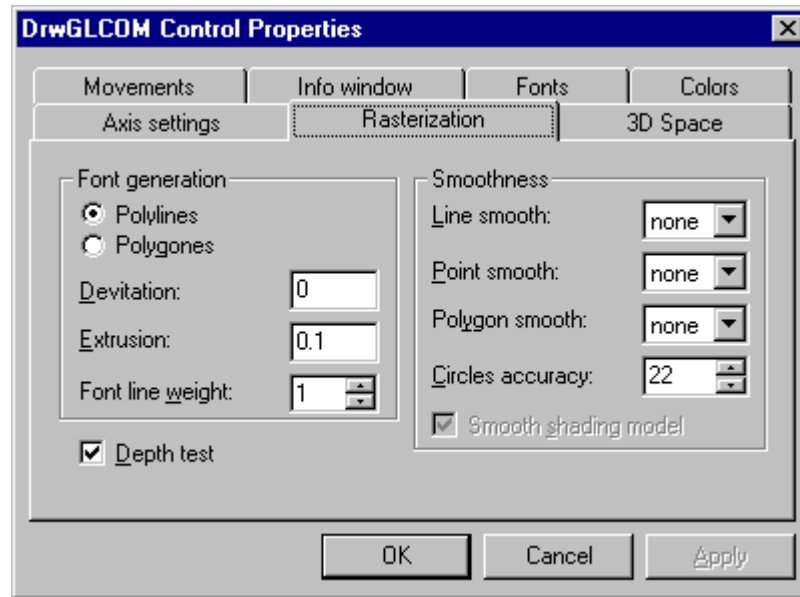 DrwGLCOM Control Properties
Movements Info window Fonts Colors
Axis settings Rasterization 3D Space
Font generation
Polylines
Polygones
Devitation: 0
Extrusion: 0.1
Font line weight: 1
Depth test
Smoothness
Line smooth: none
Point smooth: none
Polygon smooth: none
Circles accuracy: 22
Smooth shading model
OK Cancel Apply